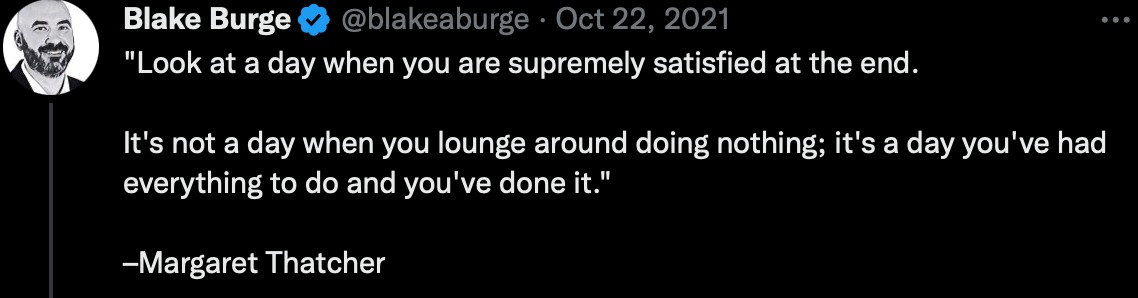 Blake Burge @blakeaburge · Oct 22, 2021
"Look at a day when you are supremely satisfied at the end.
It's not a day when you lounge around doing nothing; it's a day you've had
everything to do and you've done it."
–Margaret Thatcher